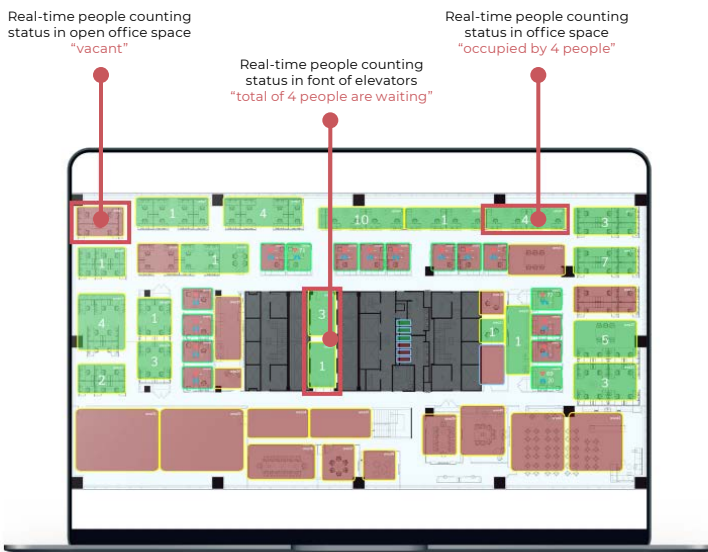 Real-time people counting
status in open office space
“vacant”
Real-time people counting
status in font of elevators
“total of 4 people are waiting”
Real-time people counting
status in office space
“occupied by 4 people”
1
4
10
1
4
3
1
1
7
4
1
3
1
1
5
3
1
2
3